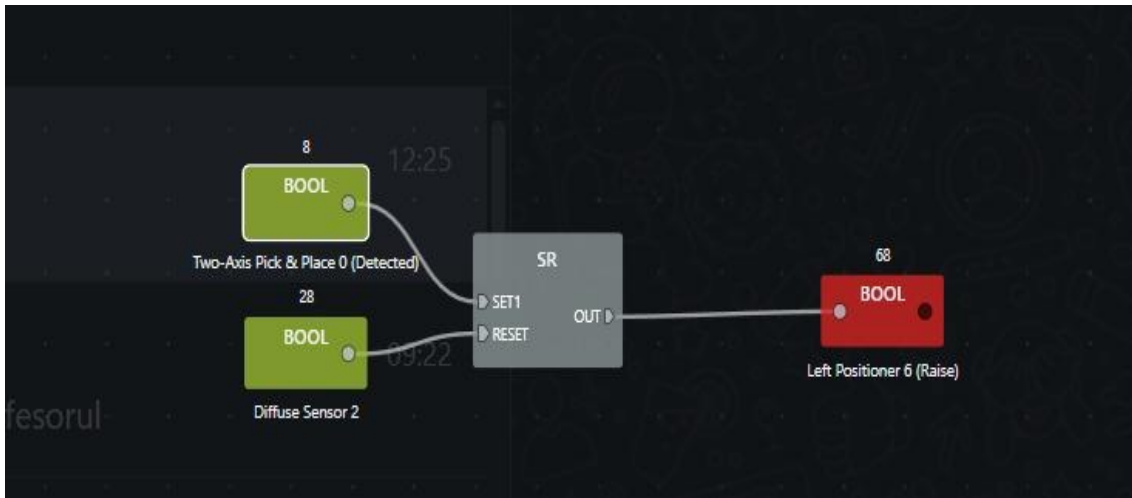 8
12:25
BOOL
Two-Axis Pick & Place 0 (Detected)
28
BOOL
09:22
Diffuse Sensor 2
fesorul
SR
SET1
RESET
OUT
68
BOOL
Left Positioner 6 (Raise)